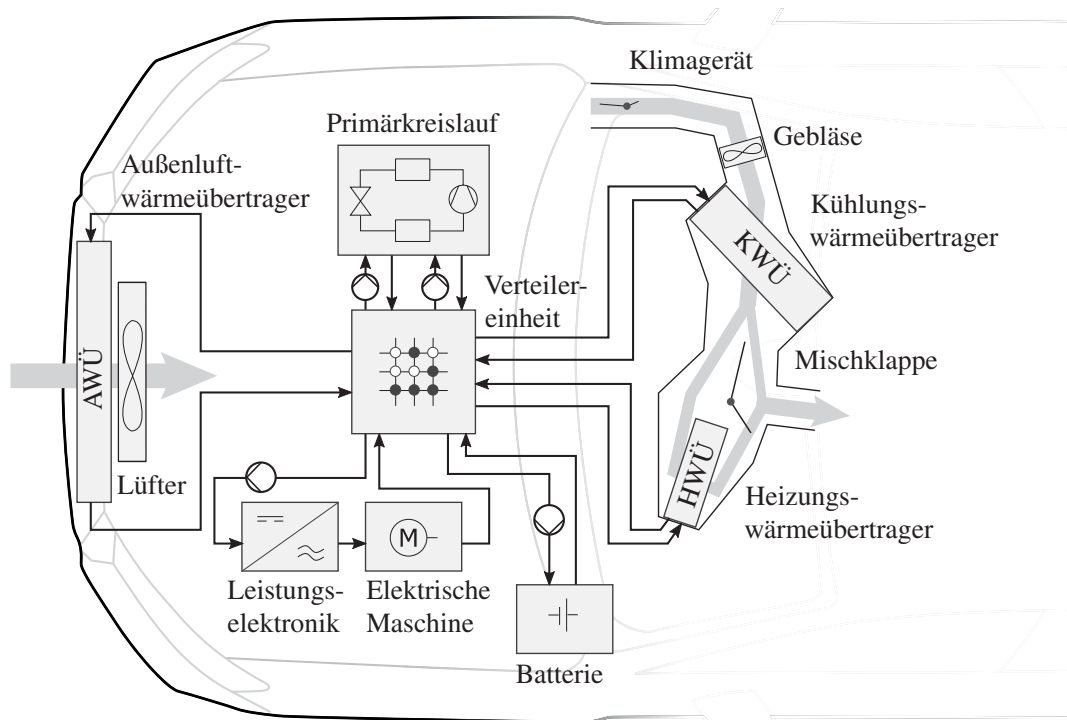 Klimagerät
Primärkreislauf
Gebläse
Außenluft-
wärmeübertrager
Kühlungs-
wärmeübertrager
KWÜ
Verteiler-
einheit
Mischklappe
AWÜ
HWÜ
Lüfter
Heizungs-
wärmeübertrager
M
Leistungs-
elektronik
Elektrische
Maschine
Batterie